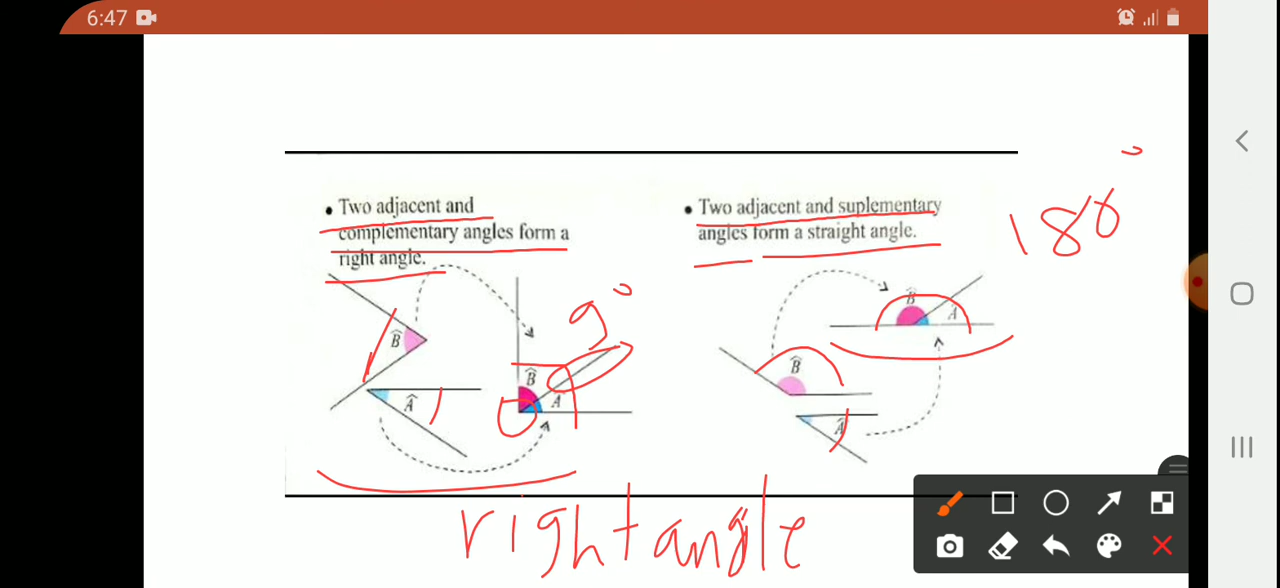 6:47
• Two adjacent and
complementary angles form a
right angle.
• Two adjacent and suplementary
angles form a straight angle.
180°
9°
B̂
Â
B̂
A
B̂
Â
B̂
A
right angle